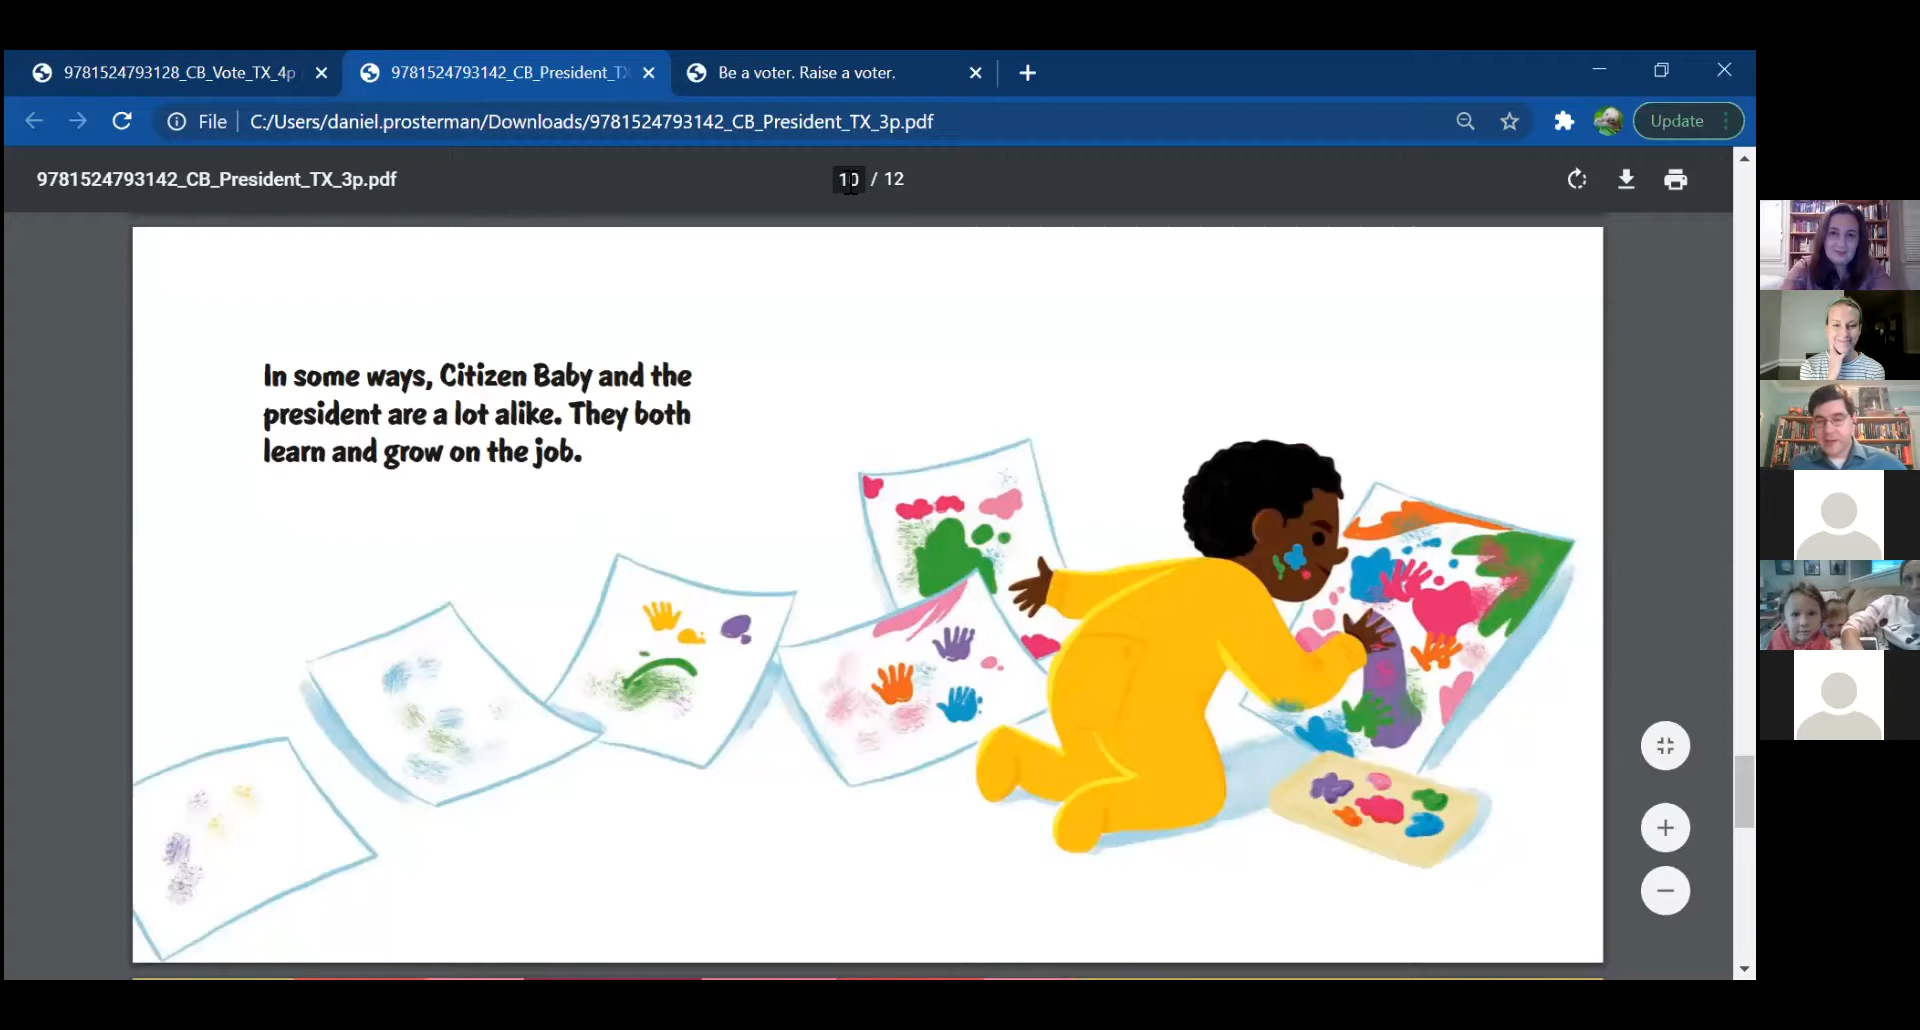 9781524793128_CB_Vote_TX_4p
9781524793142_CB_President_TX
Be a voter. Raise a voter.
File
C:/Users/daniel.prosterman/Downloads/9781524793142_CB_President_TX_3p.pdf
Update
9781524793142_CB_President_TX_3p.pdf
10 / 12
In some ways, Citizen Baby and the
president are a lot alike. They both
learn and grow on the job.